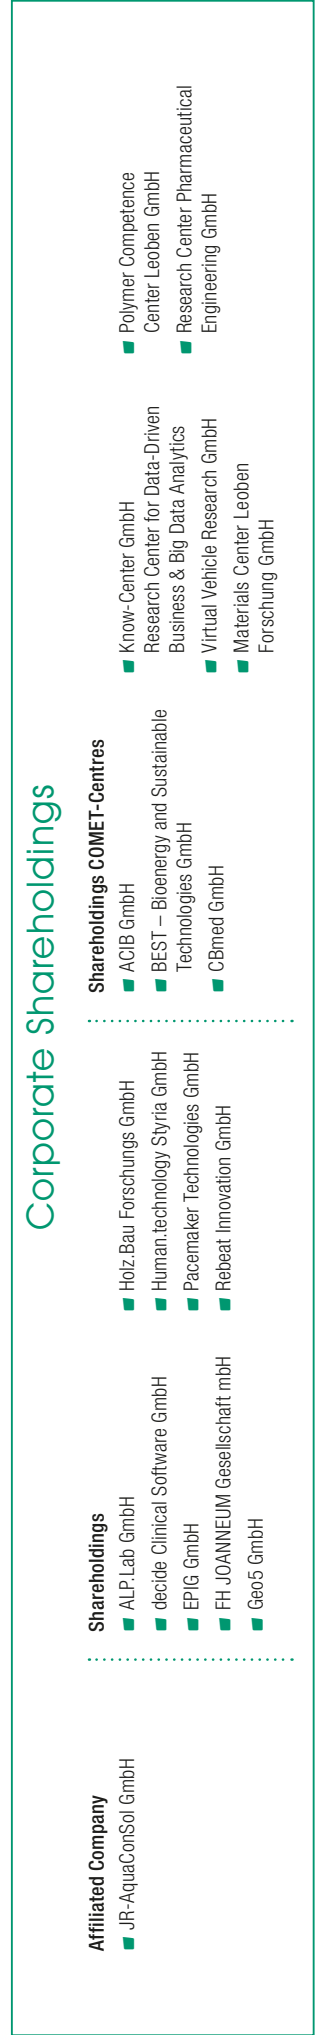 Corporate Shareholdings
Affiliated Company
JR-AquaConSol GmbH
Shareholdings
ALP.Lab GmbH
decide Clinical Software GmbH
EPIG GmbH
FH JOANNEUM Gesellschaft mbH
Geo5 GmbH
Holz.Bau Forschungs GmbH
Human.technology Styria GmbH
Pacemaker Technologies GmbH
Rebeat Innovation GmbH
Shareholdings COMET-Centres
ACIB GmbH
BEST – Bioenergy and Sustainable
Technologies GmbH
CBmed GmbH
Know-Center GmbH
Research Center for Data-Driven
Business & Big Data Analytics
Virtual Vehicle Research GmbH
Materials Center Leoben
Forschung GmbH
Polymer Competence
Center Leoben GmbH
Research Center Pharmaceutical
Engineering GmbH